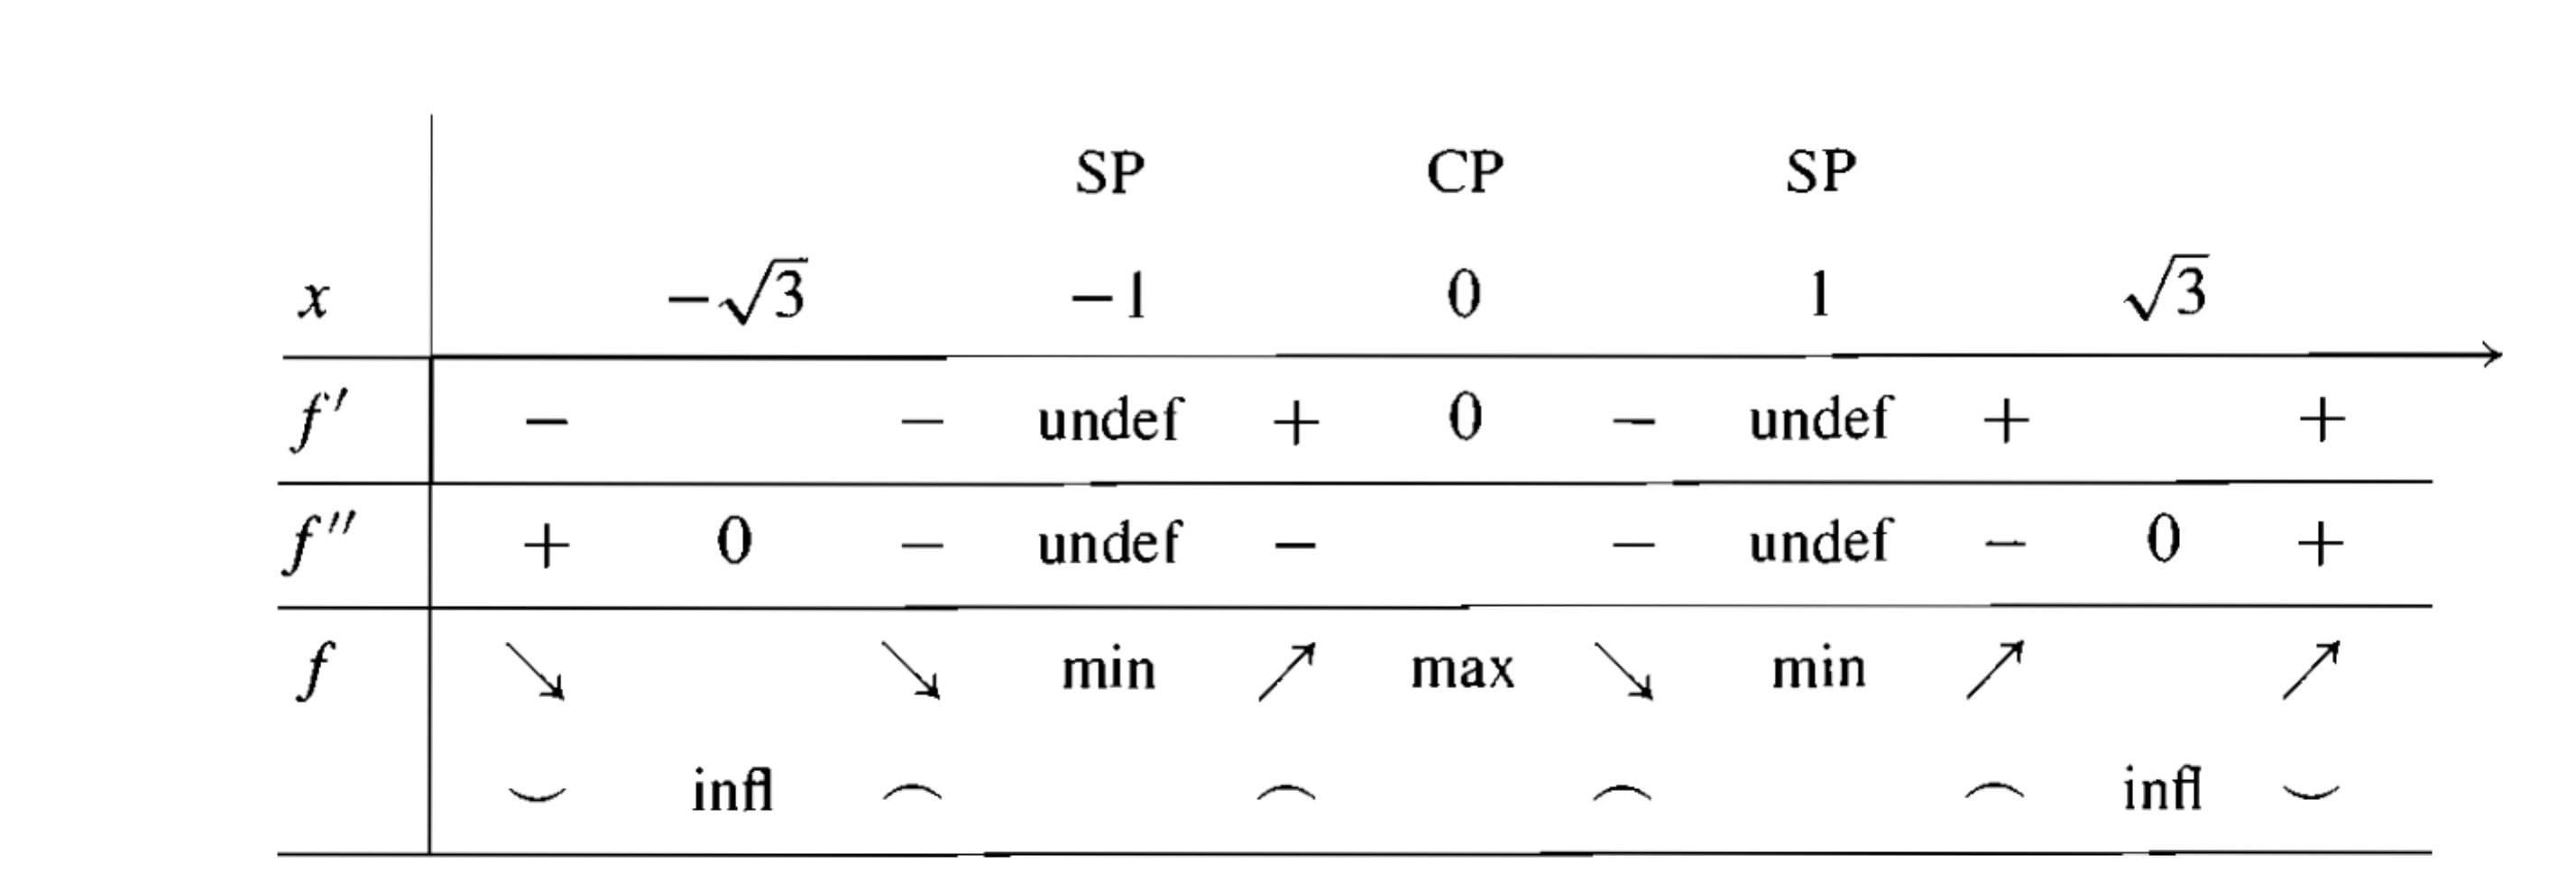 SP CP SP
x −√3 −1 0 1 √3
f′ − − undef + 0 − undef + +
f″ + 0 − undef − − undef − 0 +
f ↘ ↘ min ↗ max ↘ min ↗ ↗
⌣ infl ⌢ ⌢ ⌢ ⌢ infl ⌣